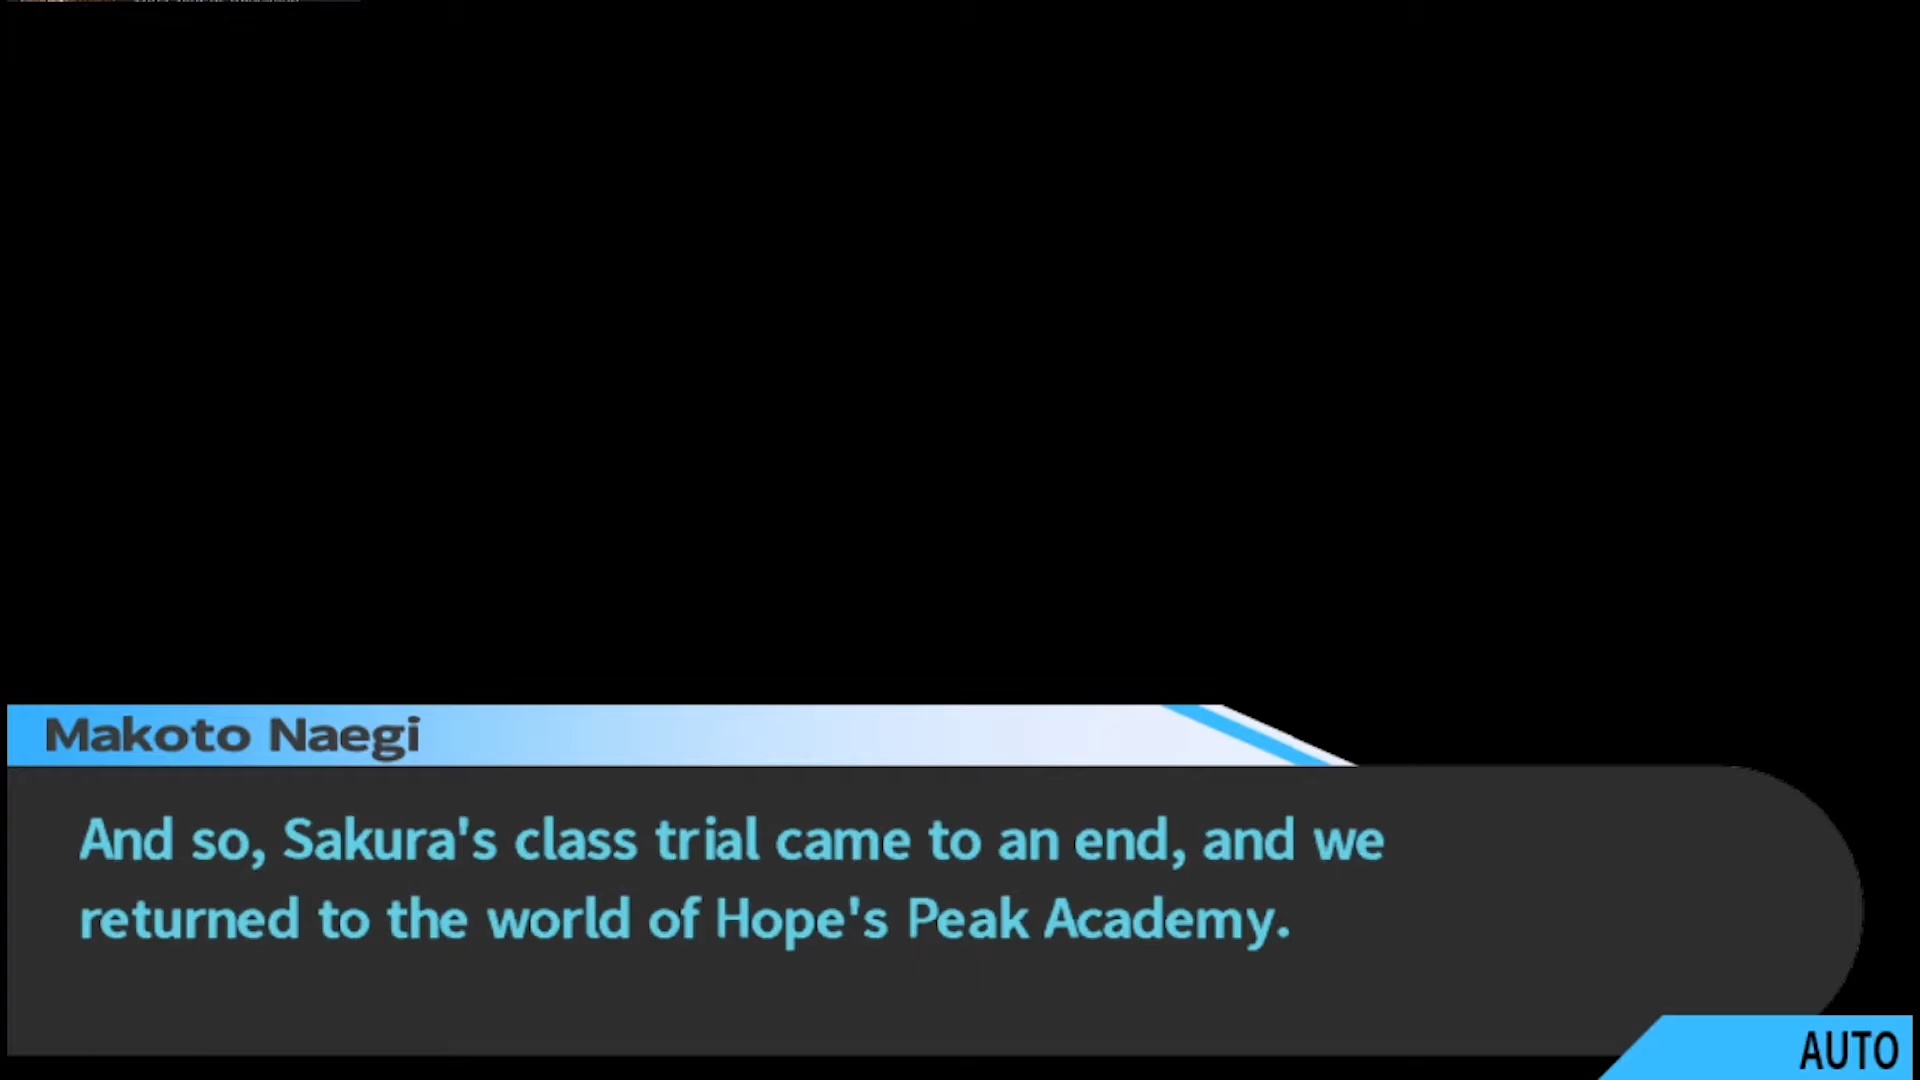 Makoto Naegi
And so, Sakura's class trial came to an end, and we
returned to the world of Hope's Peak Academy.
AUTO